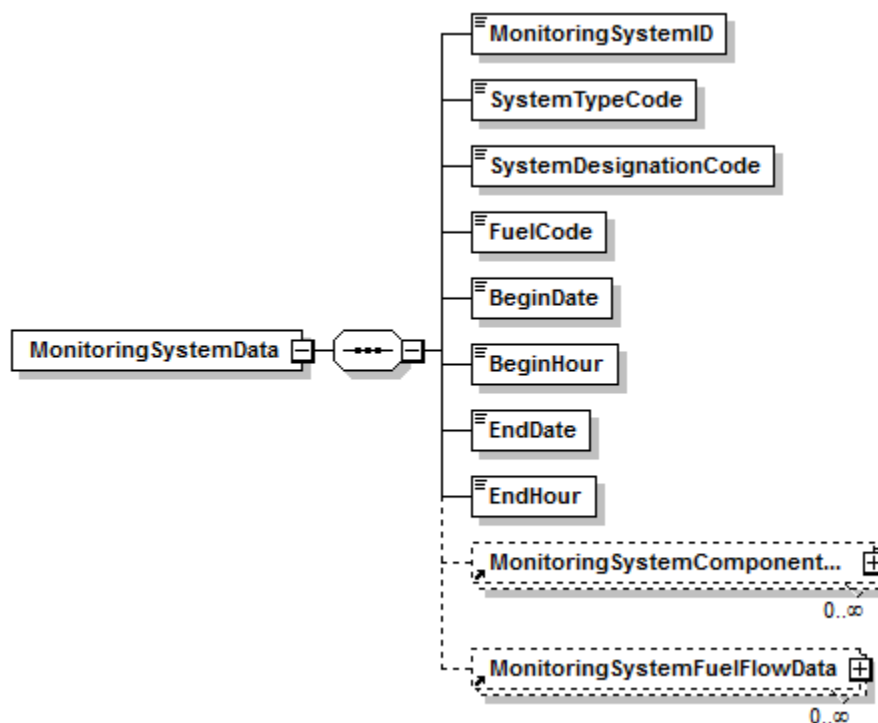 MonitoringSystemID
SystemTypeCode
SystemDesignationCode
FuelCode
BeginDate
MonitoringSystemData
BeginHour
EndDate
EndHour
MonitoringSystemComponent...
0..∞
MonitoringSystemFuelFlowData
0..∞